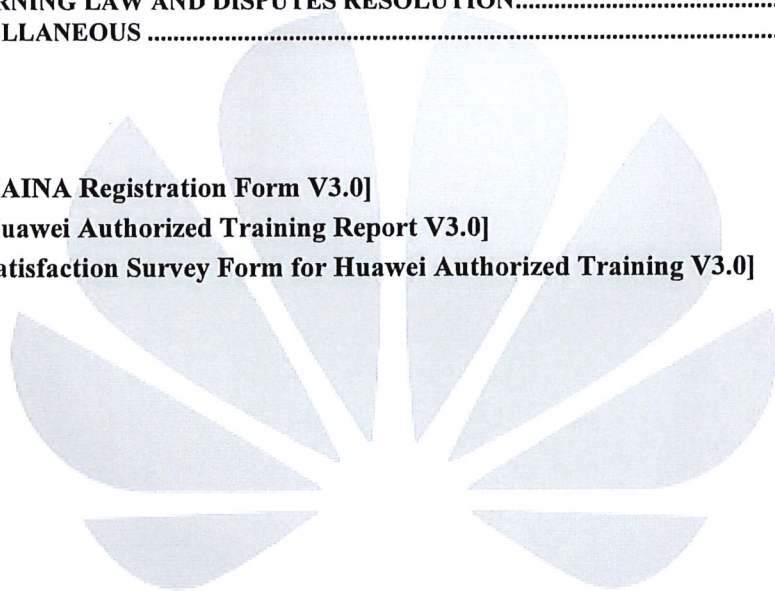 RNING LAW AND DISPUTES RESOLUTION
LLANEOUS
AINA Registration Form V3.0]
uawei Authorized Training Report V3.0]
atisfaction Survey Form for Huawei Authorized Training V3.0]